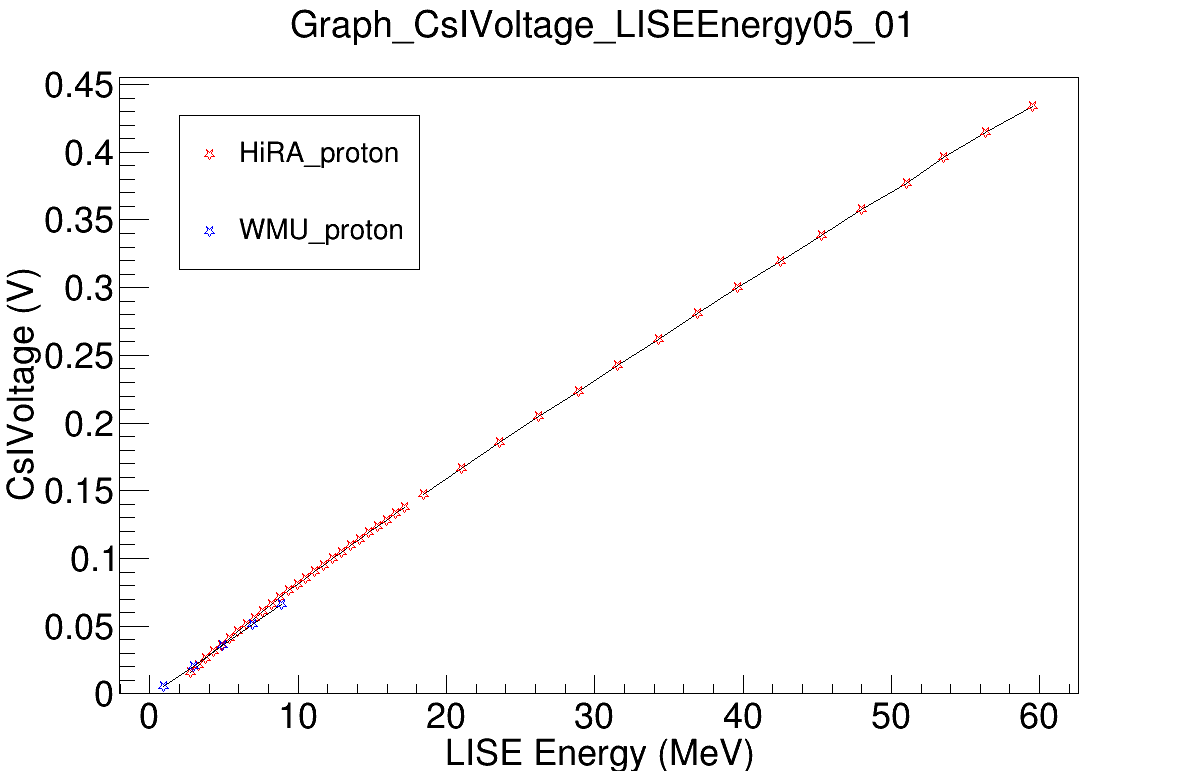 Graph_CsIVoltage_LISEEnergy05_01
0.45
0.4
0.35
0.3
0.25
0.2
0.15
0.1
0.05
0
CsIVoltage (V)
HiRA_proton
WMU_proton
0 10 20 30 40 50 60
LISE Energy (MeV)